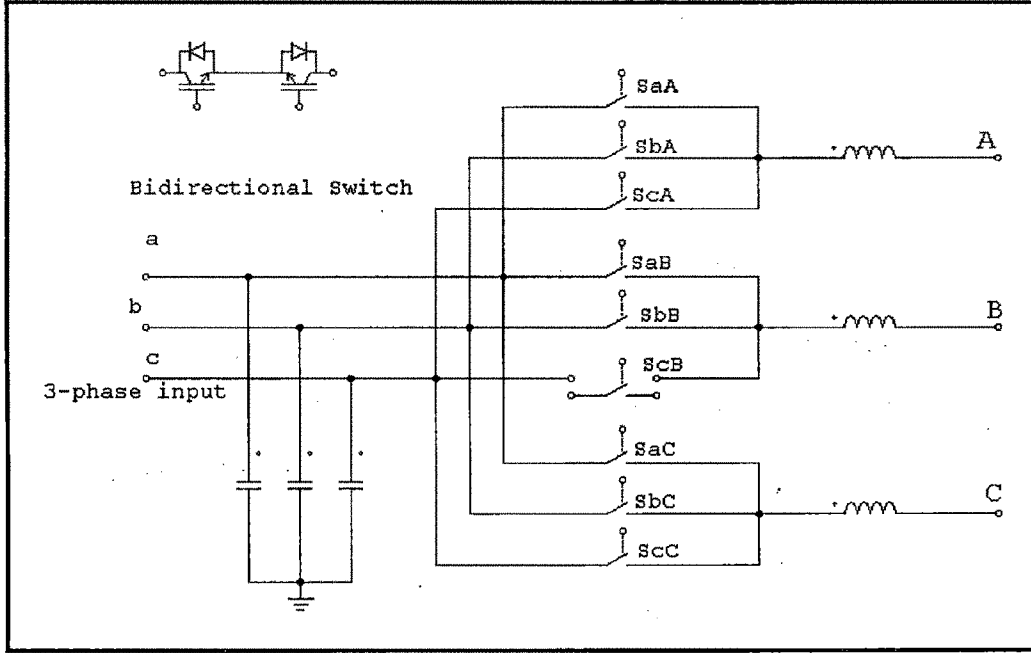 SaA
A
SbA
Bidirectional Switch
ScA
a
SaB
b
SbB
B
c
ScB
3-phase input
SaC
SbC
C
ScC